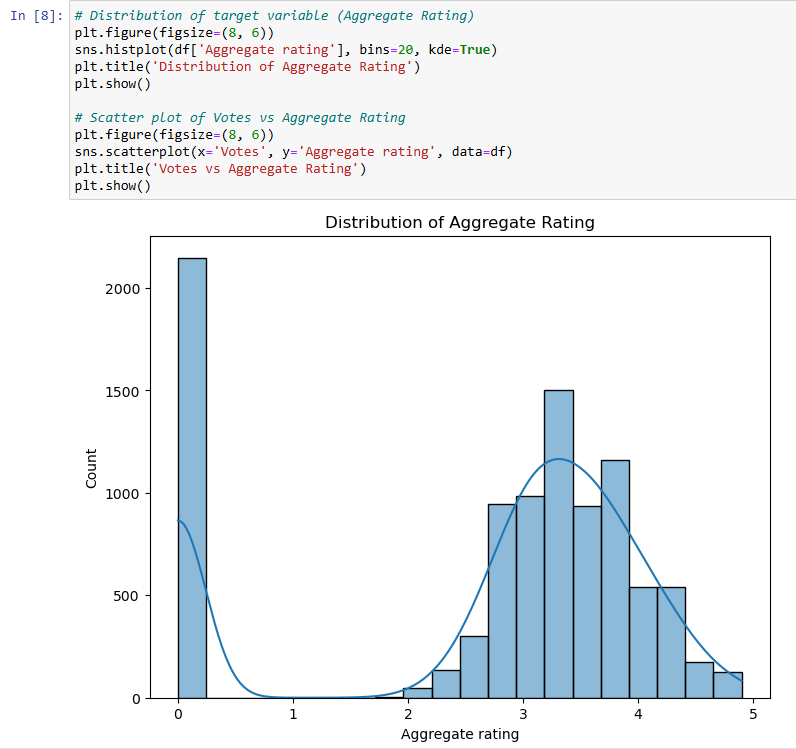 In [8]: # Distribution of target variable (Aggregate Rating)
plt.figure(figsize=(8, 6))
sns.histplot(df['Aggregate rating'], bins=20, kde=True)
plt.title('Distribution of Aggregate Rating')
plt.show()
# Scatter plot of Votes vs Aggregate Rating
plt.figure(figsize=(8, 6))
sns.scatterplot(x='Votes', y='Aggregate rating', data=df)
plt.title('Votes vs Aggregate Rating')
plt.show()
Distribution of Aggregate Rating
2000
1500
1000
500
0
Count
0 1 2 3 4 5
Aggregate rating